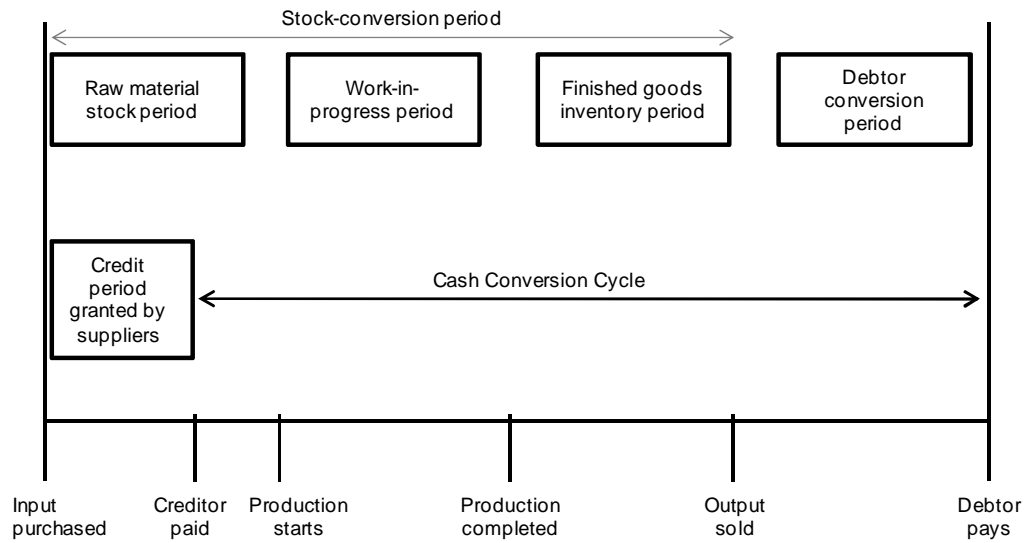 Stock-conversion period
Raw material
stock period
Work-in-
progress period
Finished goods
inventory period
Debtor
conversion
period
Credit
period
granted by
suppliers
Cash Conversion Cycle
Input
purchased
Creditor
paid
Production
starts
Production
completed
Output
sold
Debtor
pays